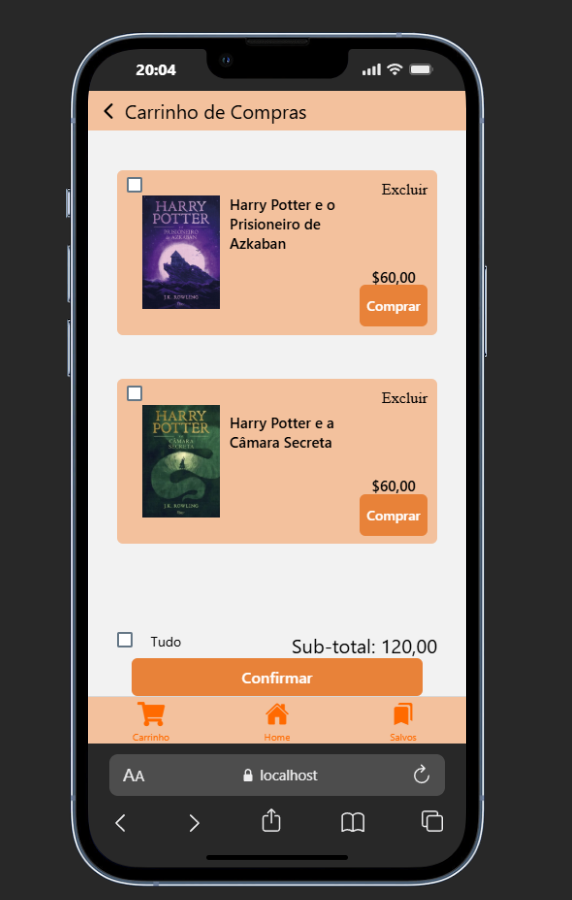 20:04
Carrinho de Compras
Excluir
HARRY
POTTER
PRISIONEIRO
DE AZKABAN
J.K. ROWLING
Harry Potter e o
Prisioneiro de
Azkaban
$60,00
Comprar
Excluir
HARRY
POTTER
CÂMARA
SECRETA
J.K. ROWLING
Harry Potter e a
Câmara Secreta
$60,00
Comprar
Tudo
Sub-total: 120,00
Confirmar
Carrinho
Home
Salvos
AA
localhost